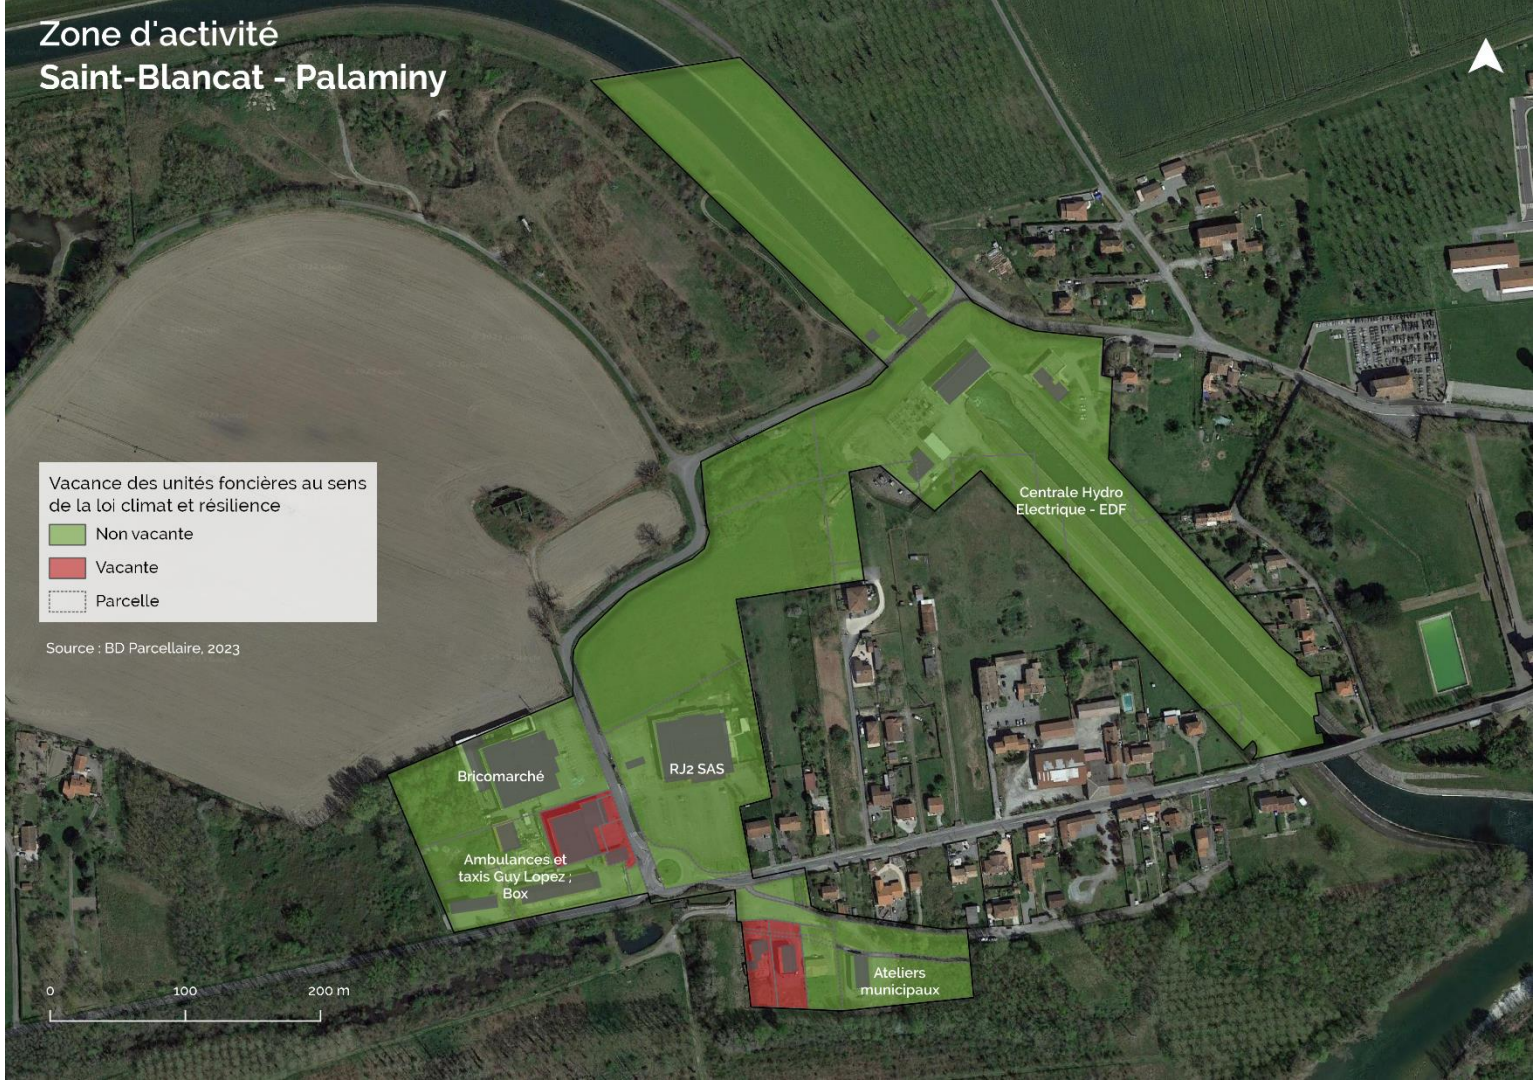 Zone d'activité
Saint-Blancat - Palaminy
Vacance des unités foncières au sens
de la loi climat et résilience
Non vacante
Vacante
Parcelle
Source : BD Parcellaire, 2023
Centrale Hydro
Electrique - EDF
RJ2 SAS
Bricomarché
Ambulances et
taxis Guy Lopez ;
Box
Ateliers
municipaux
0 100 200 m